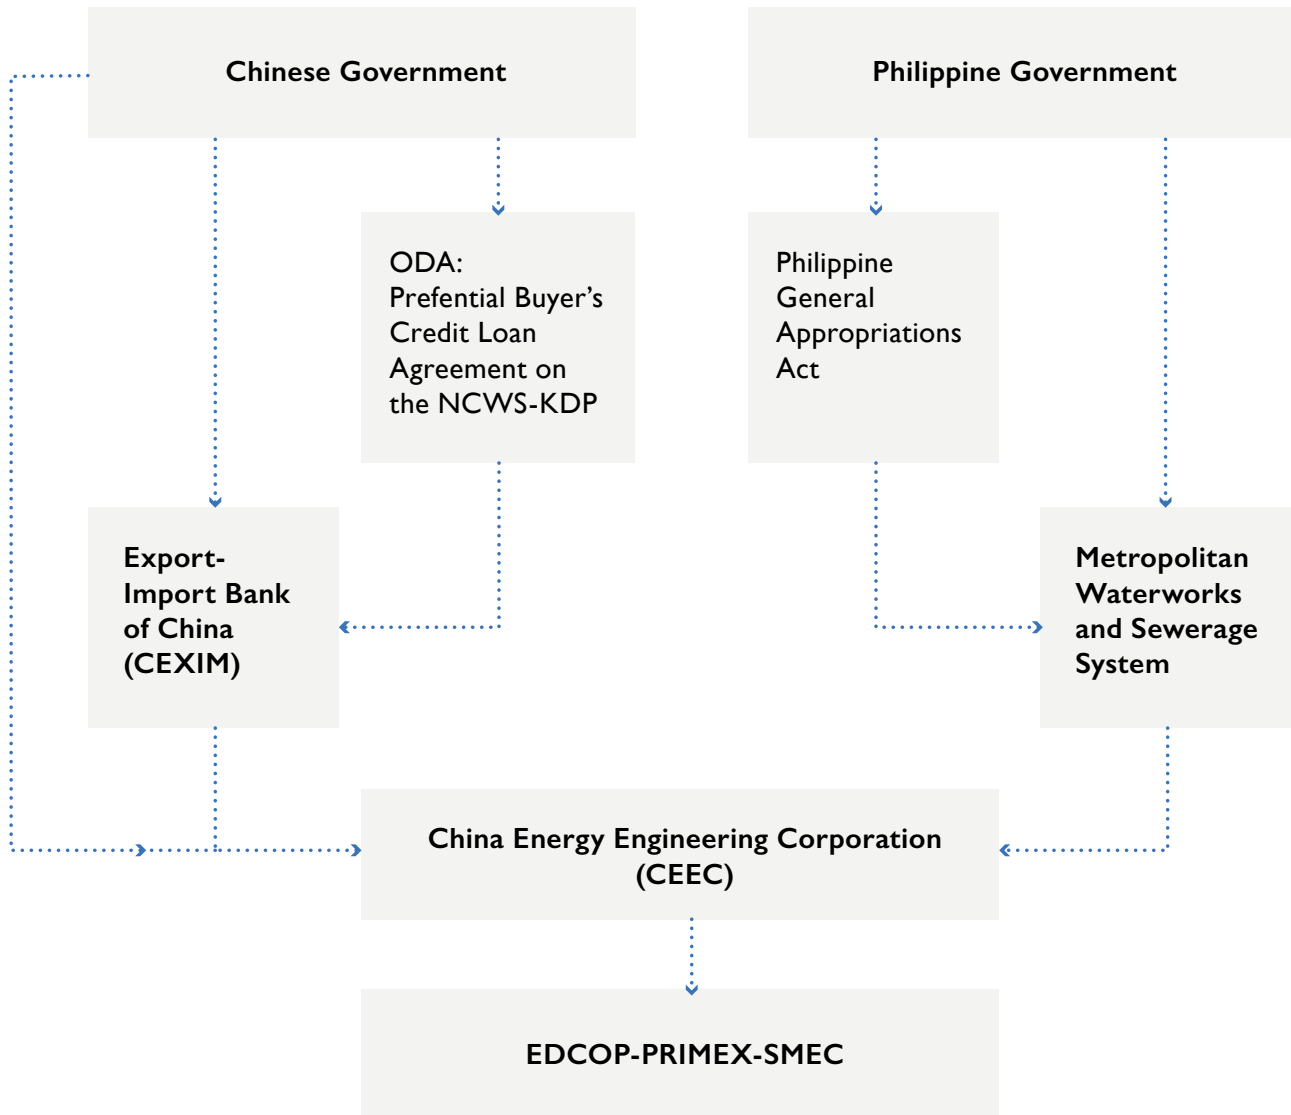 Chinese Government
Philippine Government
ODA:
Prefential Buyer’s
Credit Loan
Agreement on
the NCWS-KDP
Philippine
General
Appropriations
Act
Export-
Import Bank
of China
(CEXIM)
Metropolitan
Waterworks
and Sewerage
System
China Energy Engineering Corporation
(CEEC)
EDCOP-PRIMEX-SMEC